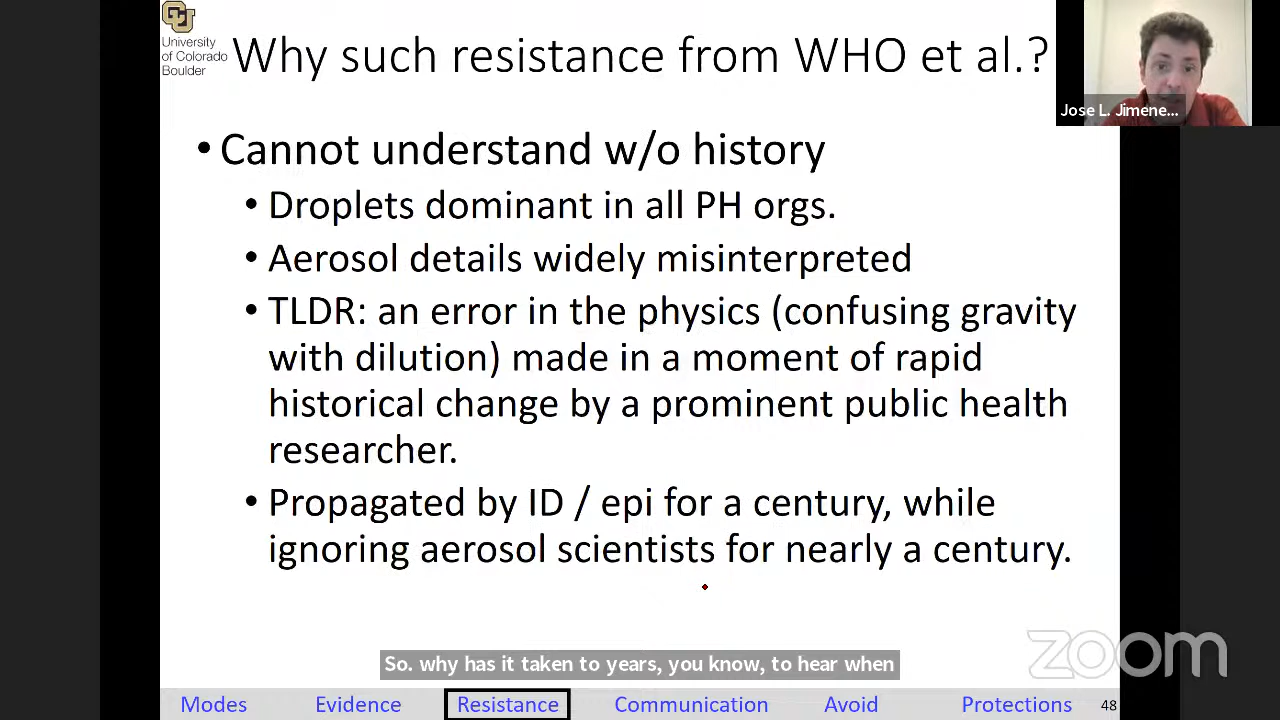 University
of Colorado
Boulder
Why such resistance from WHO et al.?
Jose L. Jimene...
• Cannot understand w/o history
• Droplets dominant in all PH orgs.
• Aerosol details widely misinterpreted
• TLDR: an error in the physics (confusing gravity
with dilution) made in a moment of rapid
historical change by a prominent public health
researcher.
• Propagated by ID / epi for a century, while
ignoring aerosol scientists for nearly a century.
zoom
So. why has it taken to years, you know, to hear when
Modes Evidence Resistance Communication Avoid Protections 48